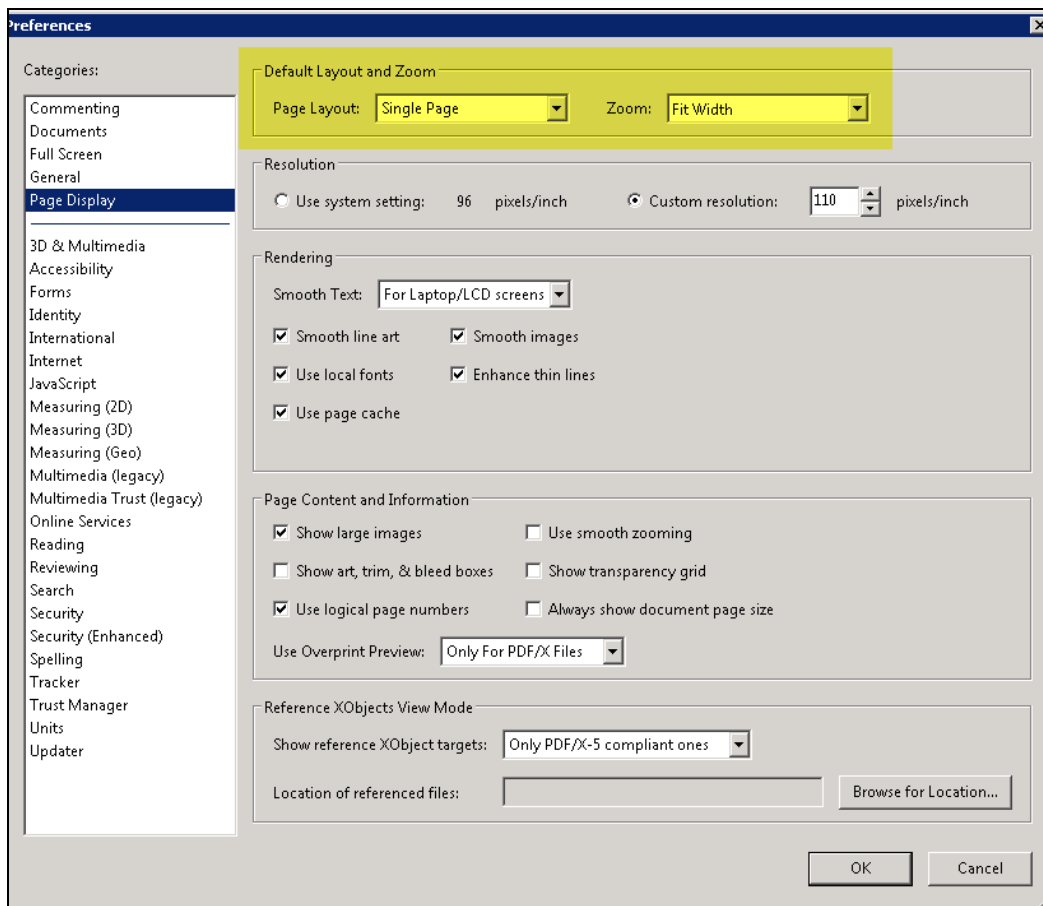 Preferences
Categories:
Commenting
Documents
Full Screen
General
Page Display
3D & Multimedia
Accessibility
Forms
Identity
International
Internet
JavaScript
Measuring (2D)
Measuring (3D)
Measuring (Geo)
Multimedia (legacy)
Multimedia Trust (legacy)
Online Services
Reading
Reviewing
Search
Security
Security (Enhanced)
Spelling
Tracker
Trust Manager
Units
Updater
Default Layout and Zoom
Page Layout: Single Page Zoom: Fit Width
Resolution
Use system setting: 96 pixels/inch Custom resolution: 110 pixels/inch
Rendering
Smooth Text: For Laptop/LCD screens
Smooth line art Smooth images
Use local fonts Enhance thin lines
Use page cache
Page Content and Information
Show large images Use smooth zooming
Show art, trim, & bleed boxes Show transparency grid
Use logical page numbers Always show document page size
Use Overprint Preview: Only For PDF/X Files
Reference XObjects View Mode
Show reference XObject targets: Only PDF/X-5 compliant ones
Location of referenced files: Browse for Location...
OK Cancel